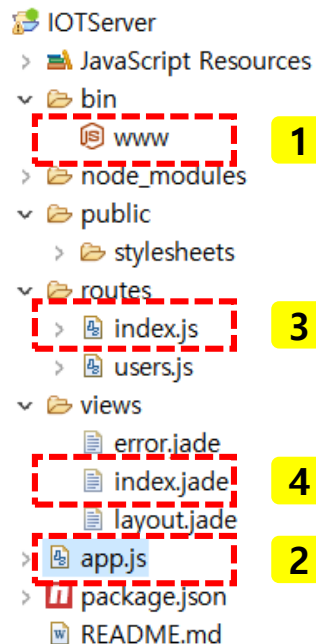 IOTServer
JavaScript Resources
bin
www
1
node_modules
public
stylesheets
routes
index.js
3
users.js
views
error.jade
index.jade
4
layout.jade
app.js
2
package.json
README.md